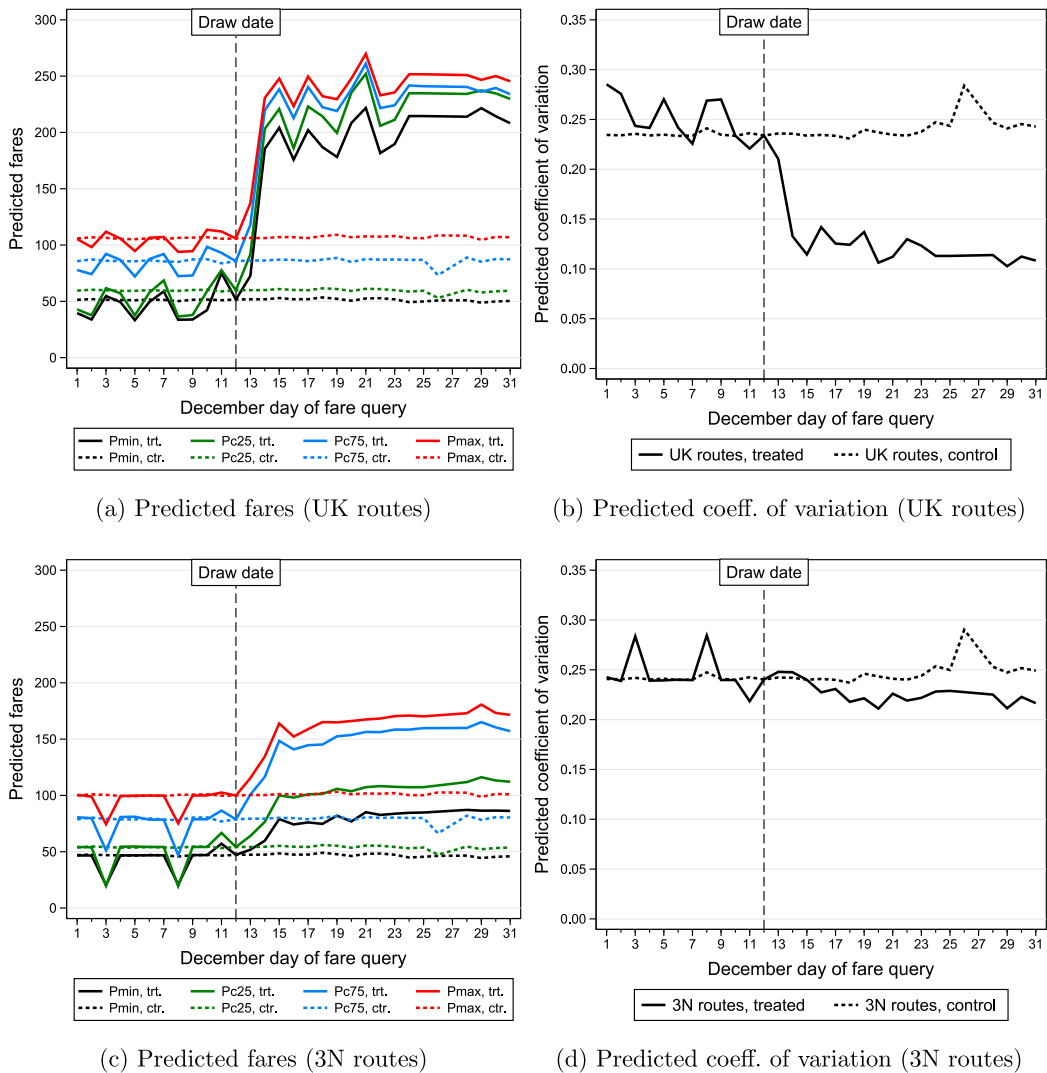 Draw date
Predicted fares
300
250
200
150
100
50
0
1 3 5 7 9 11 13 15 17 19 21 23 25 27 29 31
December day of fare query
Pmin, trt. Pc25, trt. Pc75, trt. Pmax, trt.
Pmin, ctr. Pc25, ctr. Pc75, ctr. Pmax, ctr.
(a) Predicted fares (UK routes)
Draw date
Predicted coefficient of variation
0.35
0.30
0.25
0.20
0.15
0.10
0.05
0.00
1 3 5 7 9 11 13 15 17 19 21 23 25 27 29 31
December day of fare query
UK routes, treated UK routes, control
(b) Predicted coeff. of variation (UK routes)
Draw date
Predicted fares
300
250
200
150
100
50
0
1 3 5 7 9 11 13 15 17 19 21 23 25 27 29 31
December day of fare query
Pmin, trt. Pc25, trt. Pc75, trt. Pmax, trt.
Pmin, ctr. Pc25, ctr. Pc75, ctr. Pmax, ctr.
(c) Predicted fares (3N routes)
Draw date
Predicted coefficient of variation
0.35
0.30
0.25
0.20
0.15
0.10
0.05
0.00
1 3 5 7 9 11 13 15 17 19 21 23 25 27 29 31
December day of fare query
3N routes, treated 3N routes, control
(d) Predicted coeff. of variation (3N routes)